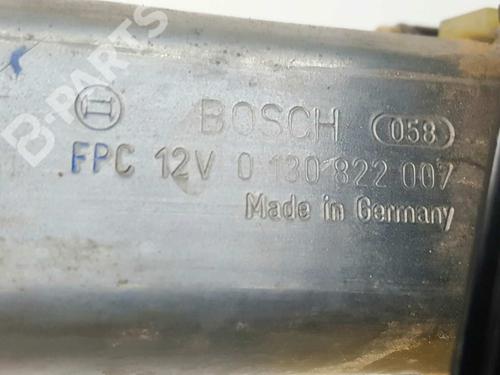 B-PARTS
BOSCH 058
FPC 12V 0 130 822 007
Made in Germany